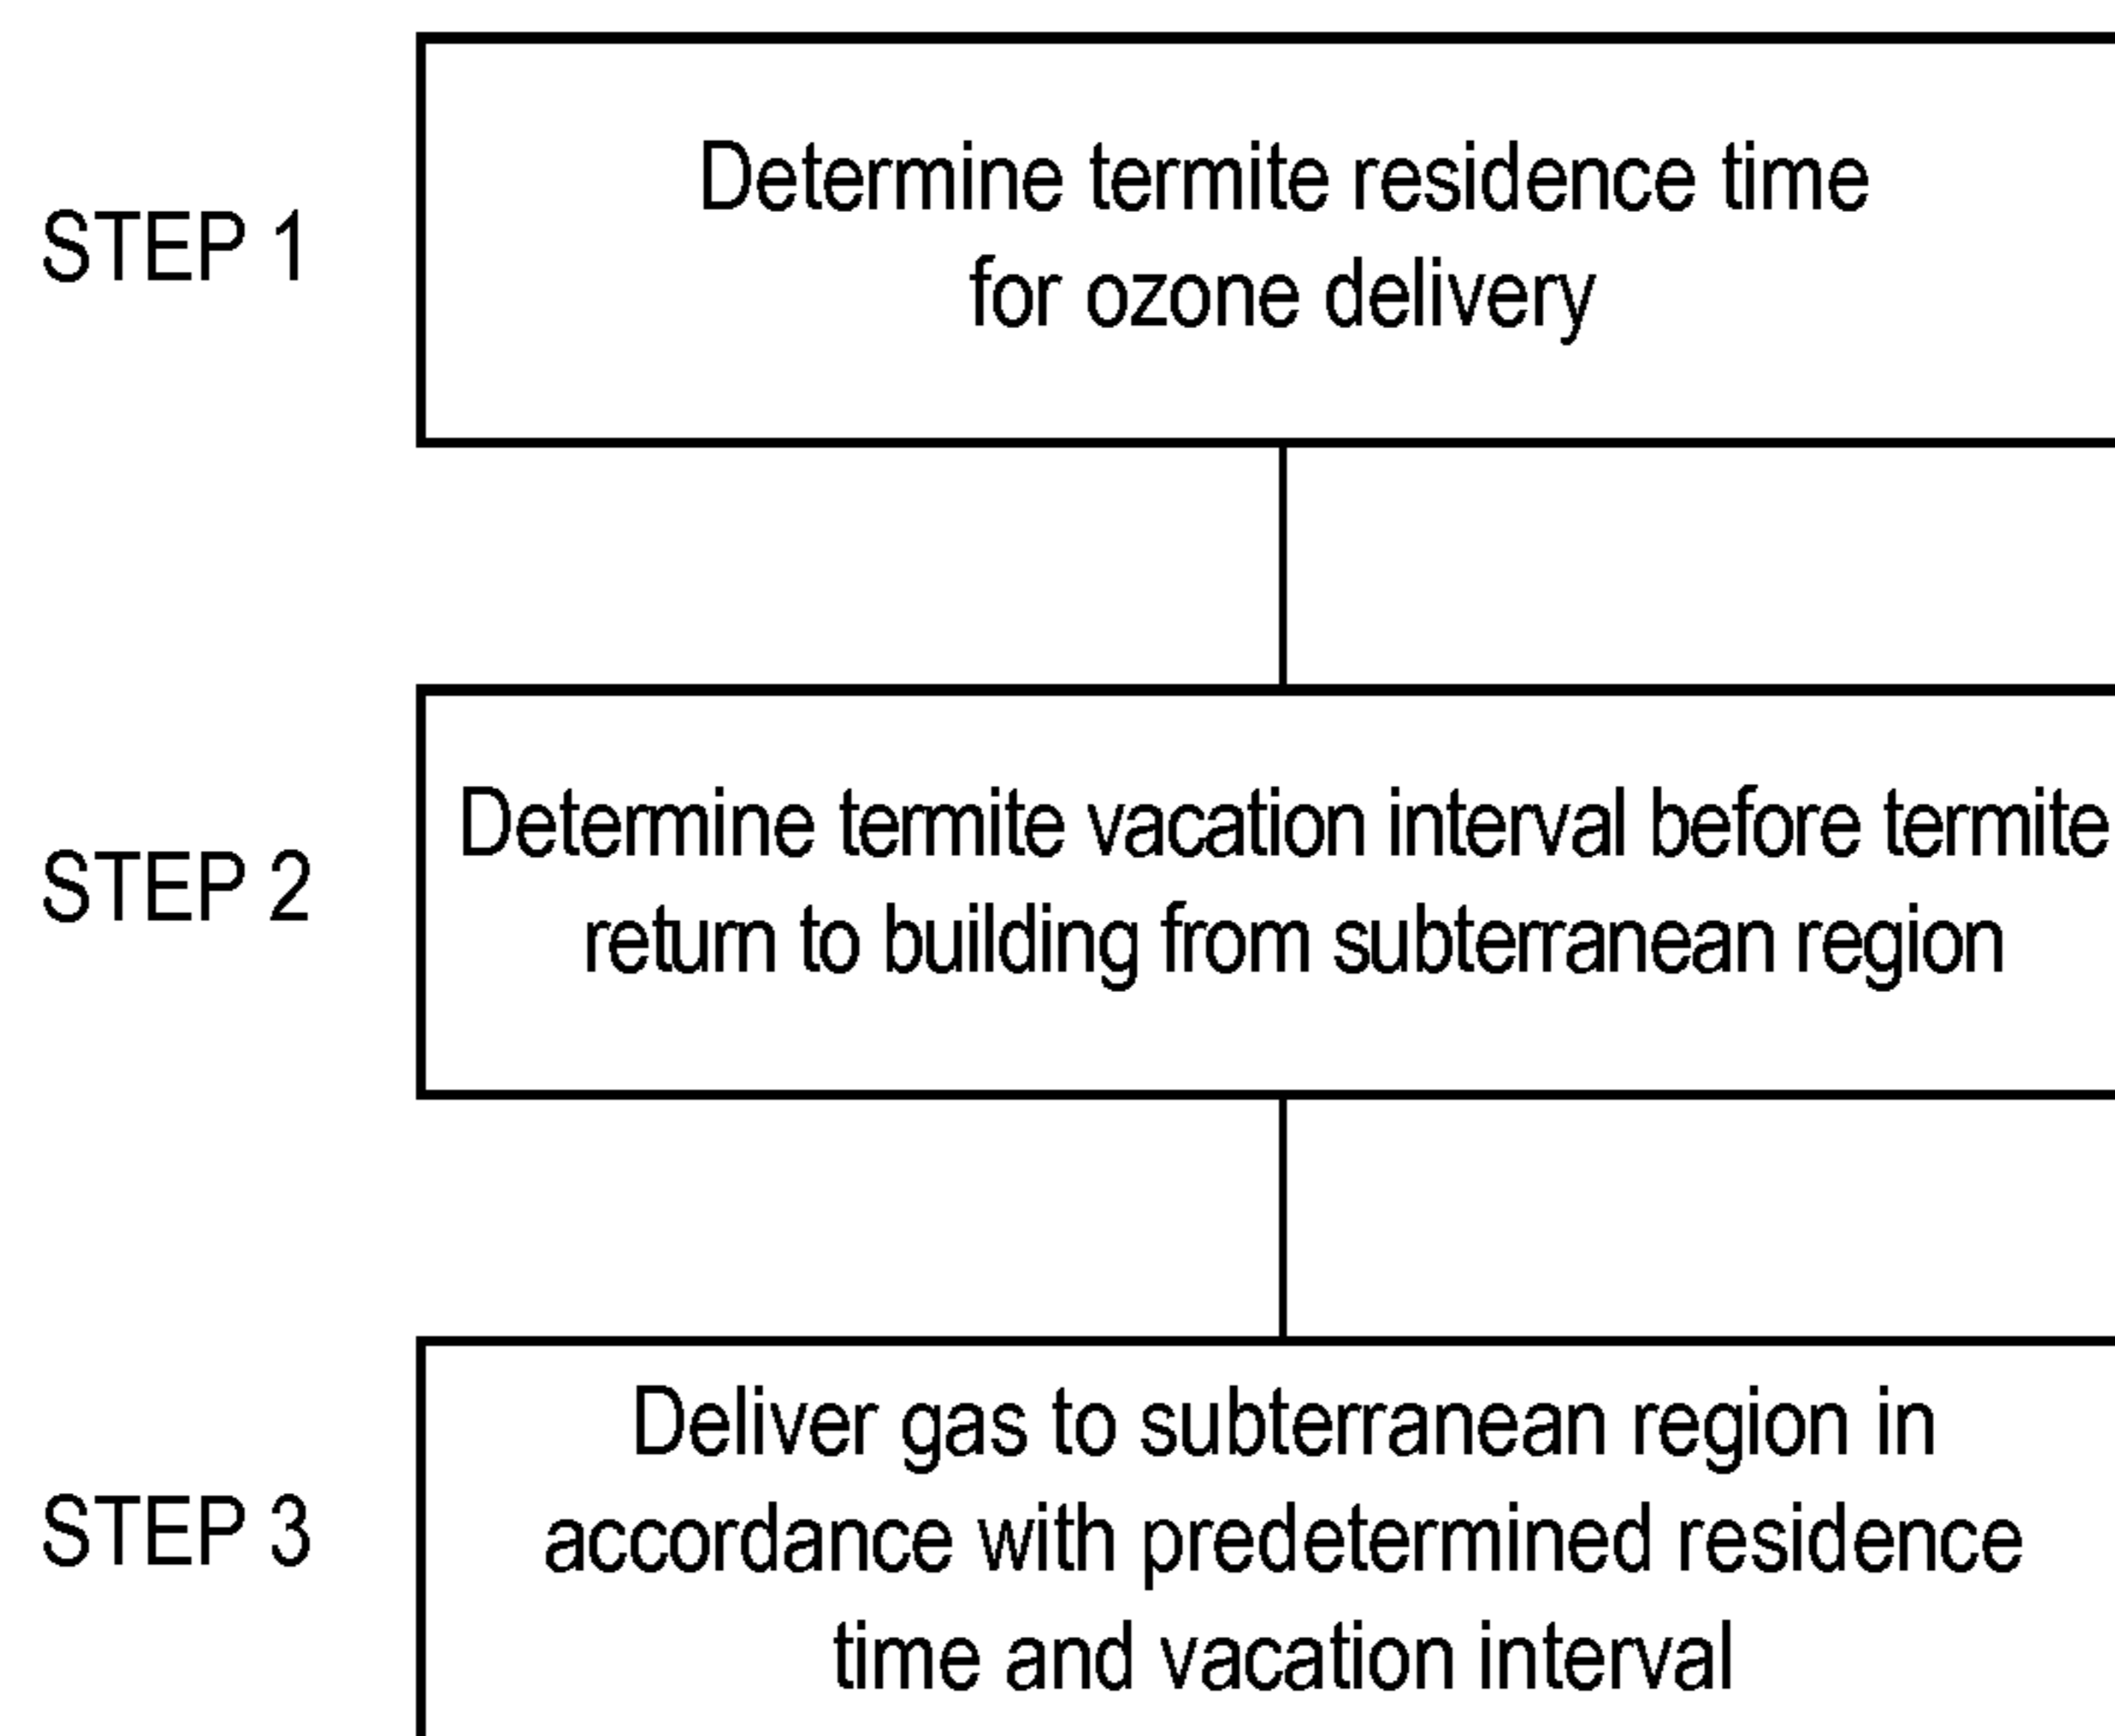 STEP 1
Determine termite residence time
for ozone delivery
STEP 2
Determine termite vacation interval before termite
return to building from subterranean region
STEP 3
Deliver gas to subterranean region in
accordance with predetermined residence
time and vacation interval